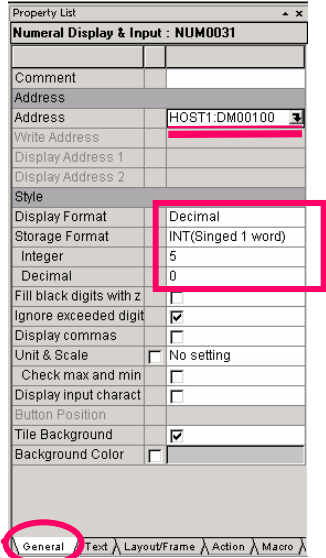 Property List
Numeral Display & Input : NUM0031
Comment
Address
Address HOST1:DM00100
Write Address
Display Address 1
Display Address 2
Style
Display Format Decimal
Storage Format INT(Singed 1 word)
Integer 5
Decimal 0
Fill black digits with z
Ignore exceeded digit
Display commas
Unit & Scale No setting
Check max and min
Display input charact
Button Position
Tile Background
Background Color
General Text Layout/Frame Action Macro